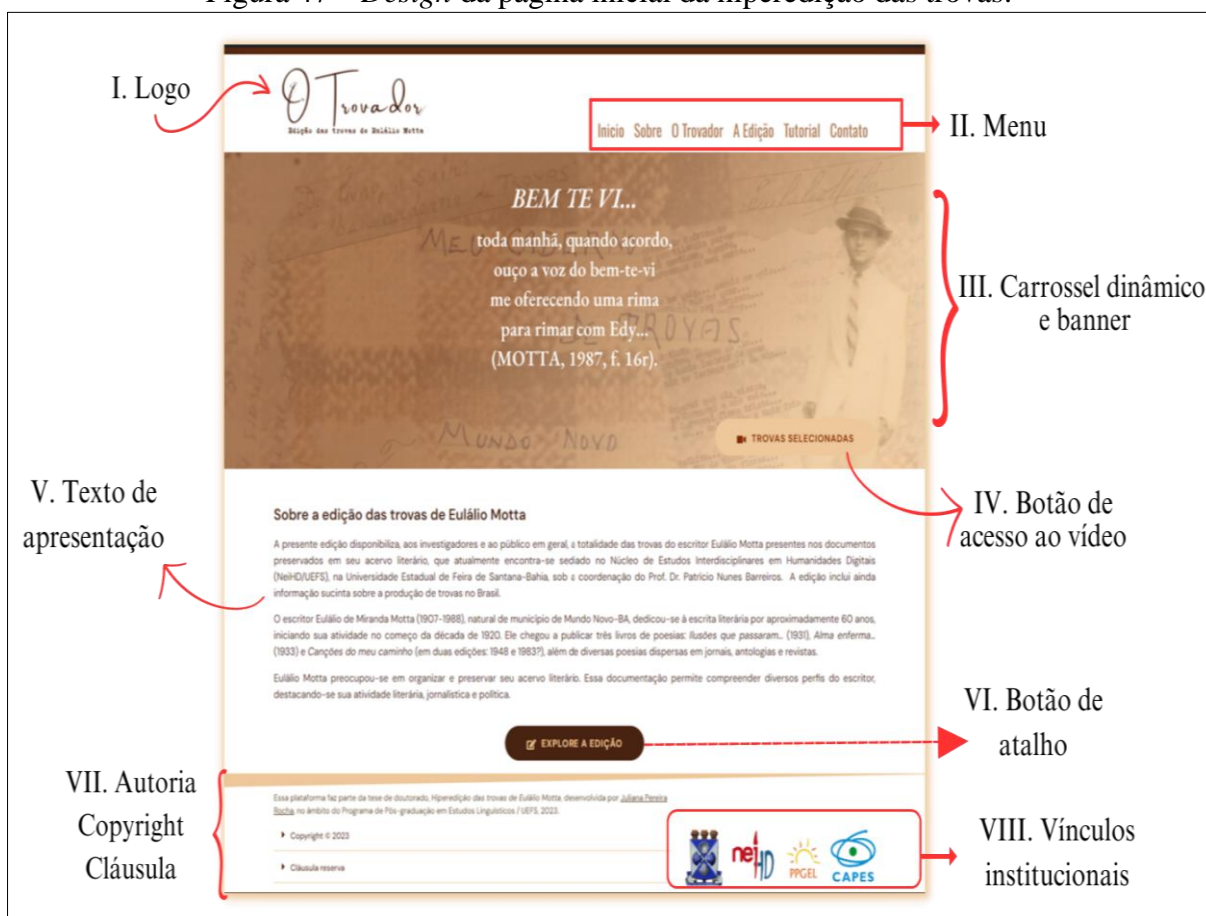 Figura 47 – Design da página inicial da hiperedição das trovas.
I. Logo
O Trovador
Edição das trovas de Eulálio Motta
Início Sobre O Trovador A Edição Tutorial Contato
II. Menu
BEM TE VI...
toda manhã, quando acordo,
ouço a voz do bem-te-vi
me oferecendo uma rima
para rimar com Edy...
(MOTTA, 1987, f. 16r).
MEU CADERNO
DE TROVAS
MUNDO NOVO
III. Carrossel dinâmico
e banner
TROVAS SELECIONADAS
IV. Botão de
acesso ao vídeo
V. Texto de
apresentação
Sobre a edição das trovas de Eulálio Motta
A presente edição disponibiliza, aos investigadores e ao público em geral, a totalidade das trovas do escritor Eulálio Motta presentes nos documentos
preservados em seu acervo literário, que atualmente encontra-se sediado no Núcleo de Estudos Interdisciplinares em Humanidades Digitais
(NeiHD/UEFS), na Universidade Estadual de Feira de Santana-Bahia, sob a coordenação do Prof. Dr. Patrício Nunes Barreiros. A edição inclui ainda
informação sucinta sobre a produção de trovas no Brasil.
O escritor Eulálio de Miranda Motta (1907-1988), natural de município de Mundo Novo-BA, dedicou-se à escrita literária por aproximadamente 60 anos,
iniciando sua atividade no começo da década de 1920. Ele chegou a publicar três livros de poesias: Ilusões que passaram... (1931), Alma enferma...
(1933) e Canções do meu caminho (em duas edições: 1948 e 1983?), além de diversas poesias dispersas em jornais, antologias e revistas.
Eulálio Motta preocupou-se em organizar e preservar seu acervo literário. Essa documentação permite compreender diversos perfis do escritor,
destacando-se sua atividade literária, jornalística e política.
EXPLORE A EDIÇÃO
VI. Botão de
atalho
VII. Autoria
Copyright
Cláusula
Essa plataforma faz parte da tese de doutorado, Hiperedição das trovas de Eulálio Motta, desenvolvida por Juliana Pereira
Rocha, no âmbito do Programa de Pós-graduação em Estudos Linguísticos / UEFS, 2023.
Copyright © 2023
Cláusula reserva
neiHD
PPGEL
CAPES
VIII. Vínculos
institucionais